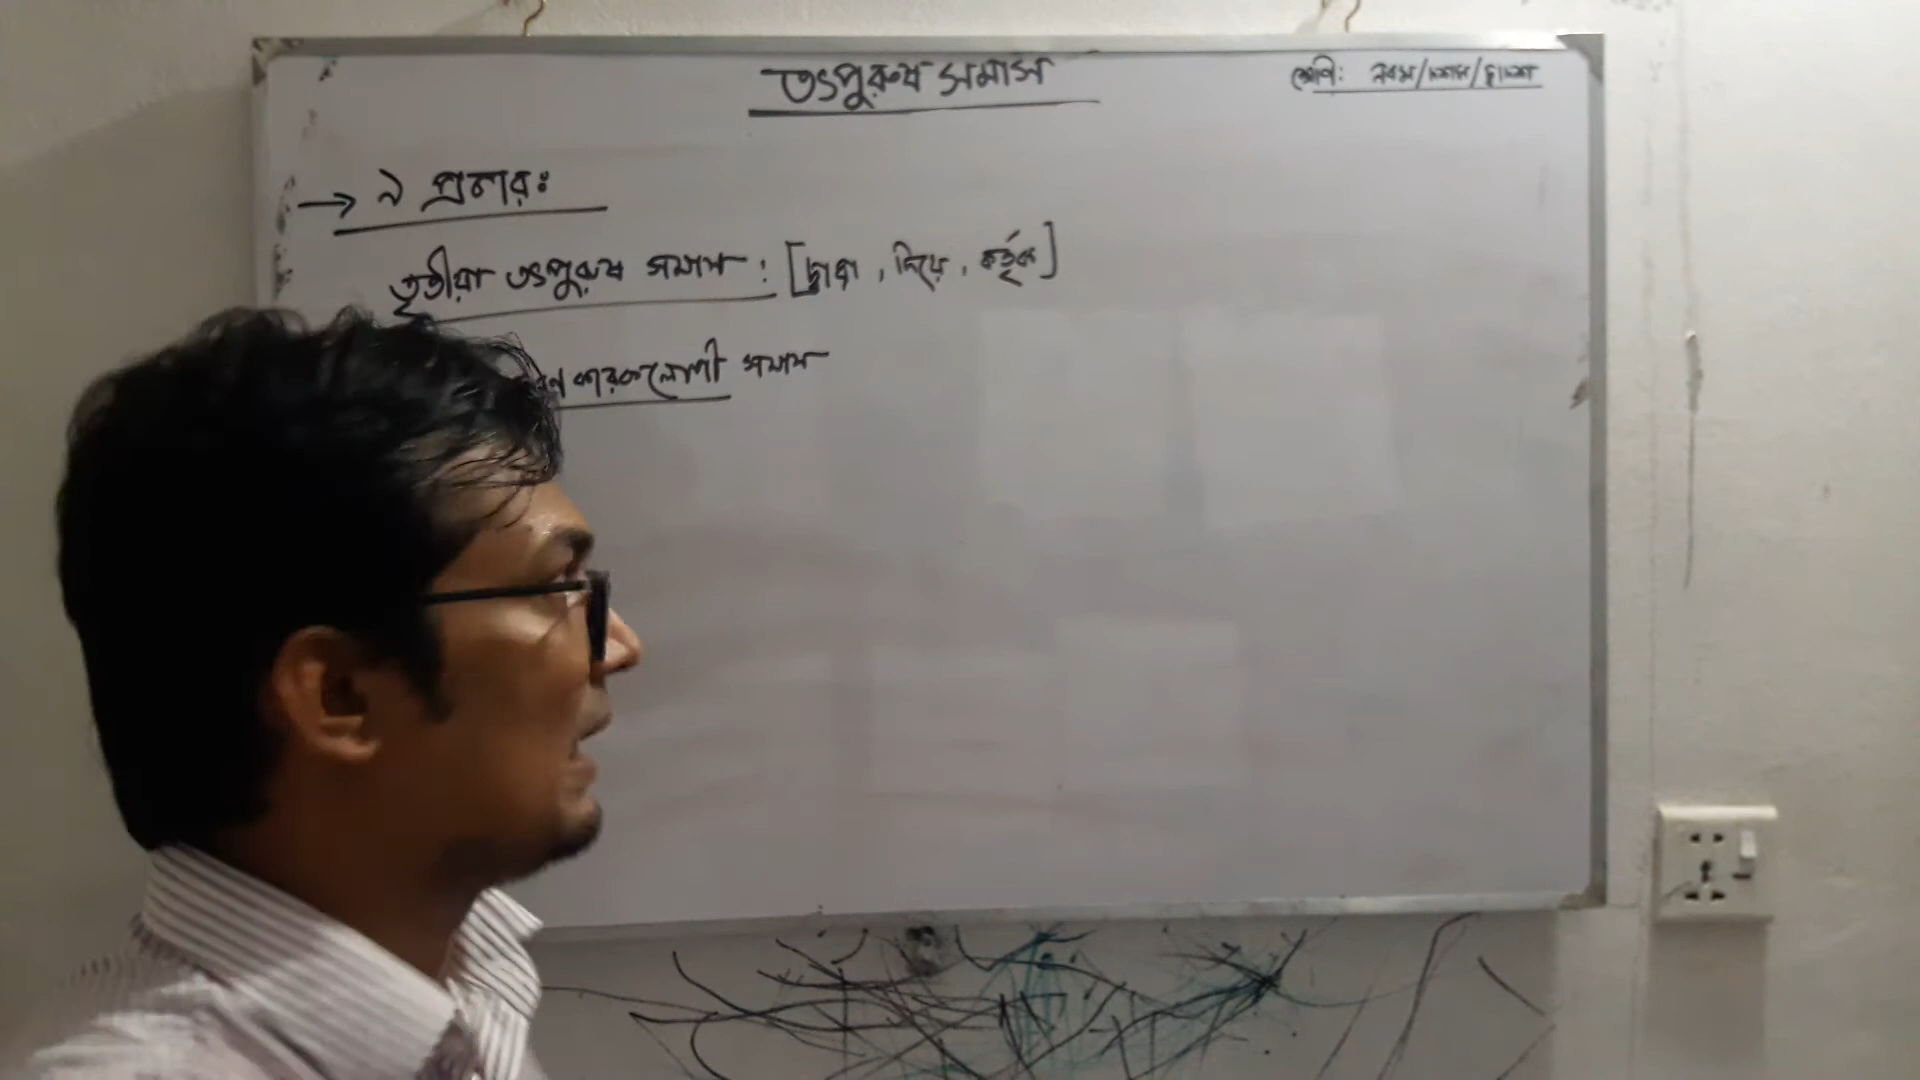 তৎপুরুষ সমাস
শ্রেণি: নবম/দশম/দ্বাদশ
→ ৯ প্রকার:
তৃতীয়া তৎপুরুষ সমাস : [দ্বারা, দিয়ে, কর্তৃক]
কারকলোপী সমাস